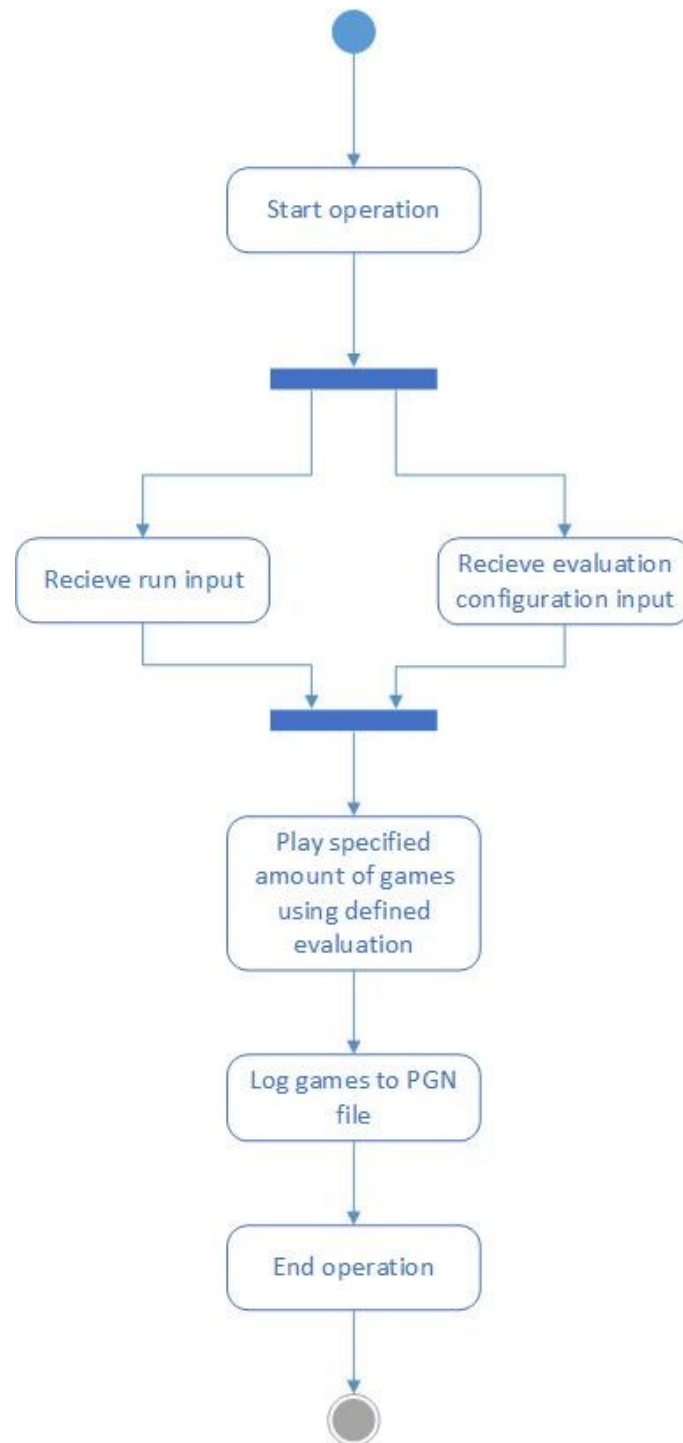 Start operation
Recieve run input
Recieve evaluation
configuration input
Play specified
amount of games
using defined
evaluation
Log games to PGN
file
End operation